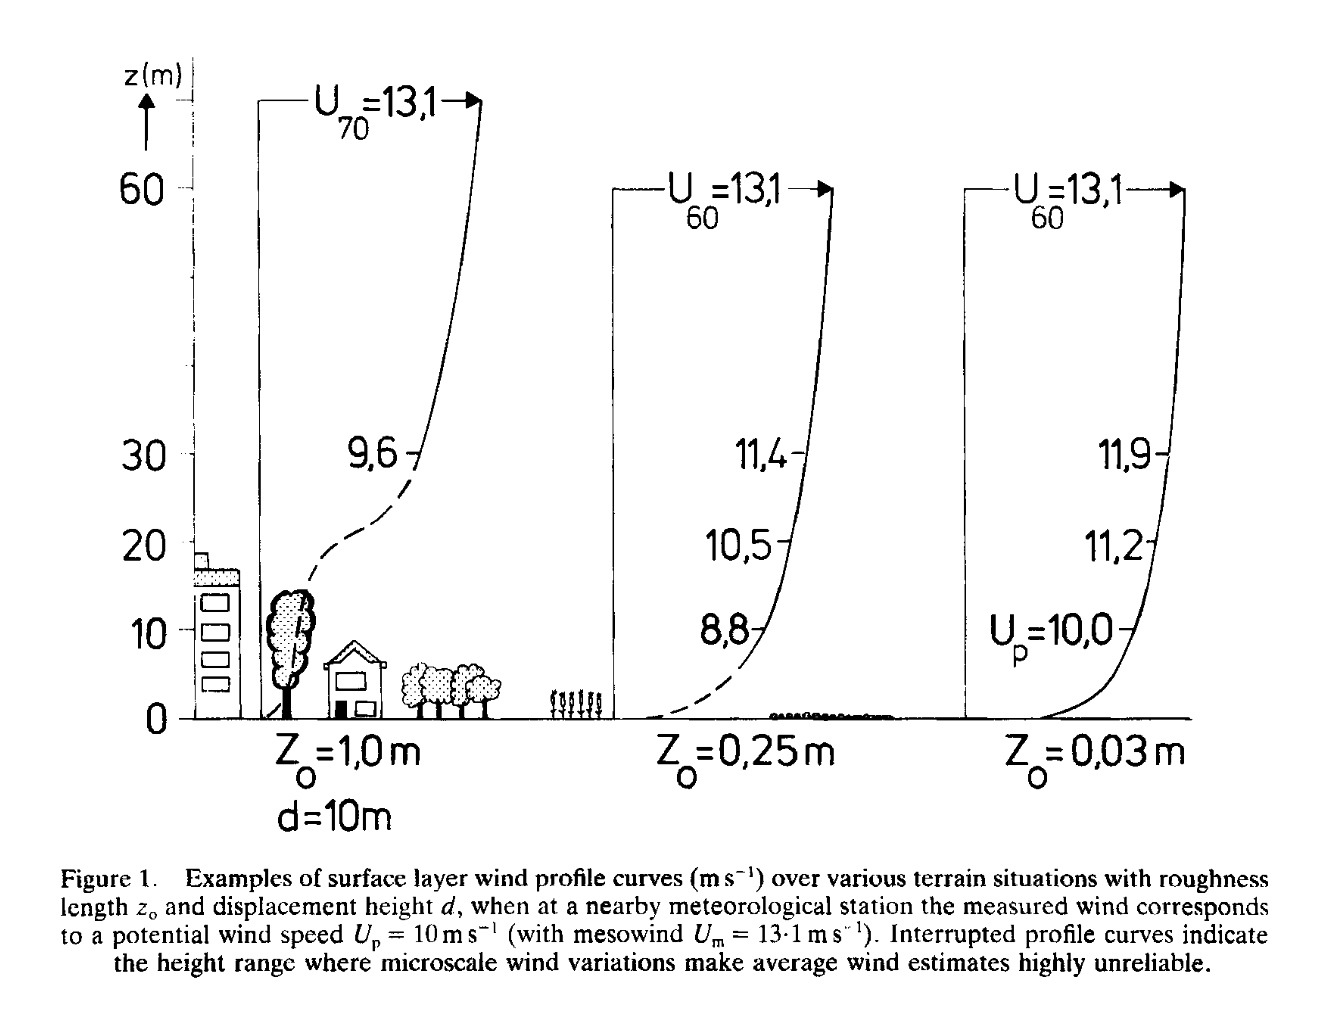 z(m)
U70=13,1
60
U60=13,1
U60=13,1
30
9,6
11,4
11,9
20
10,5
11,2
10
8,8
Up=10,0
0
Zo=1,0 m
Zo=0,25 m
Zo=0,03 m
d=10m
Figure 1. Examples of surface layer wind profile curves (m s⁻¹) over various terrain situations with roughness
length zo and displacement height d, when at a nearby meteorological station the measured wind corresponds
to a potential wind speed Up = 10 m s⁻¹ (with mesowind Um = 13·1 m s⁻¹). Interrupted profile curves indicate
the height range where microscale wind variations make average wind estimates highly unreliable.